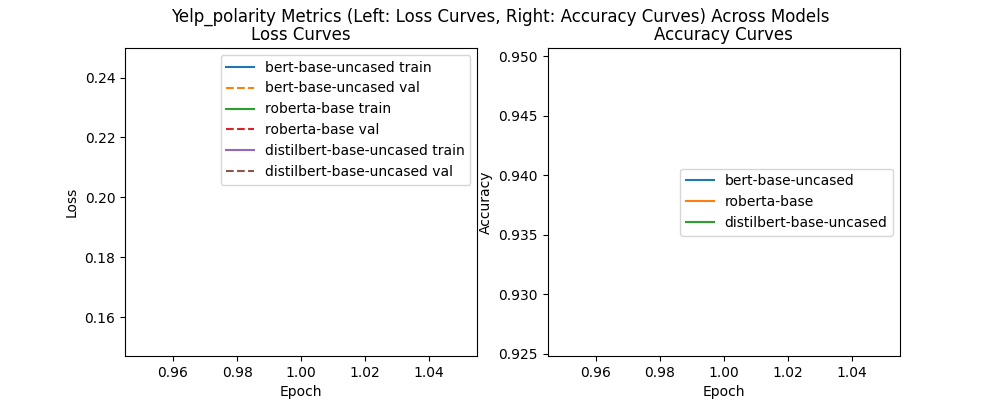 Yelp_polarity Metrics (Left: Loss Curves, Right: Accuracy Curves) Across Models
Loss Curves
0.24
0.22
0.20
0.18
0.16
Loss
bert-base-uncased train
bert-base-uncased val
roberta-base train
roberta-base val
distilbert-base-uncased train
distilbert-base-uncased val
0.96 0.98 1.00 1.02 1.04
Epoch
Accuracy Curves
0.950
0.945
0.940
0.935
0.930
0.925
Accuracy
bert-base-uncased
roberta-base
distilbert-base-uncased
0.96 0.98 1.00 1.02 1.04
Epoch